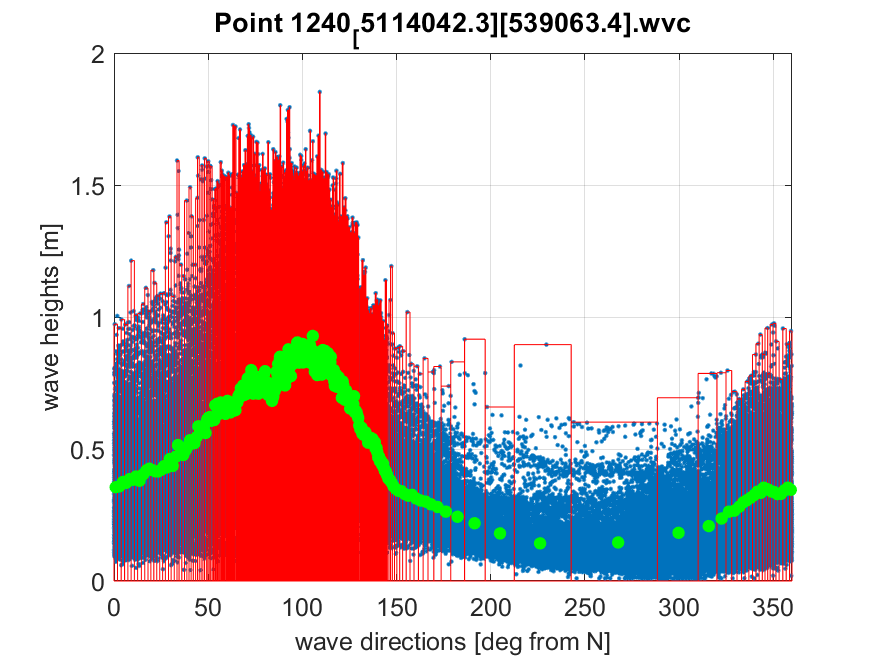 Point 1240[5114042.3][539063.4].wvc
wave heights [m]
2
1.5
1
0.5
0
0 50 100 150 200 250 300 350
wave directions [deg from N]